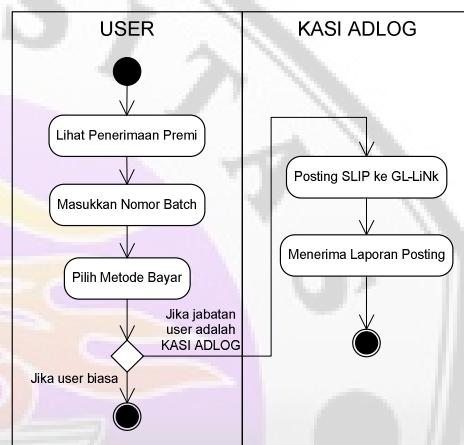 USER
KASI ADLOG
Lihat Penerimaan Premi
Masukkan Nomor Batch
Pilih Metode Bayar
Jika jabatan
user adalah
KASI ADLOG
Jika user biasa
Posting SLIP ke GL-LiNk
Menerima Laporan Posting